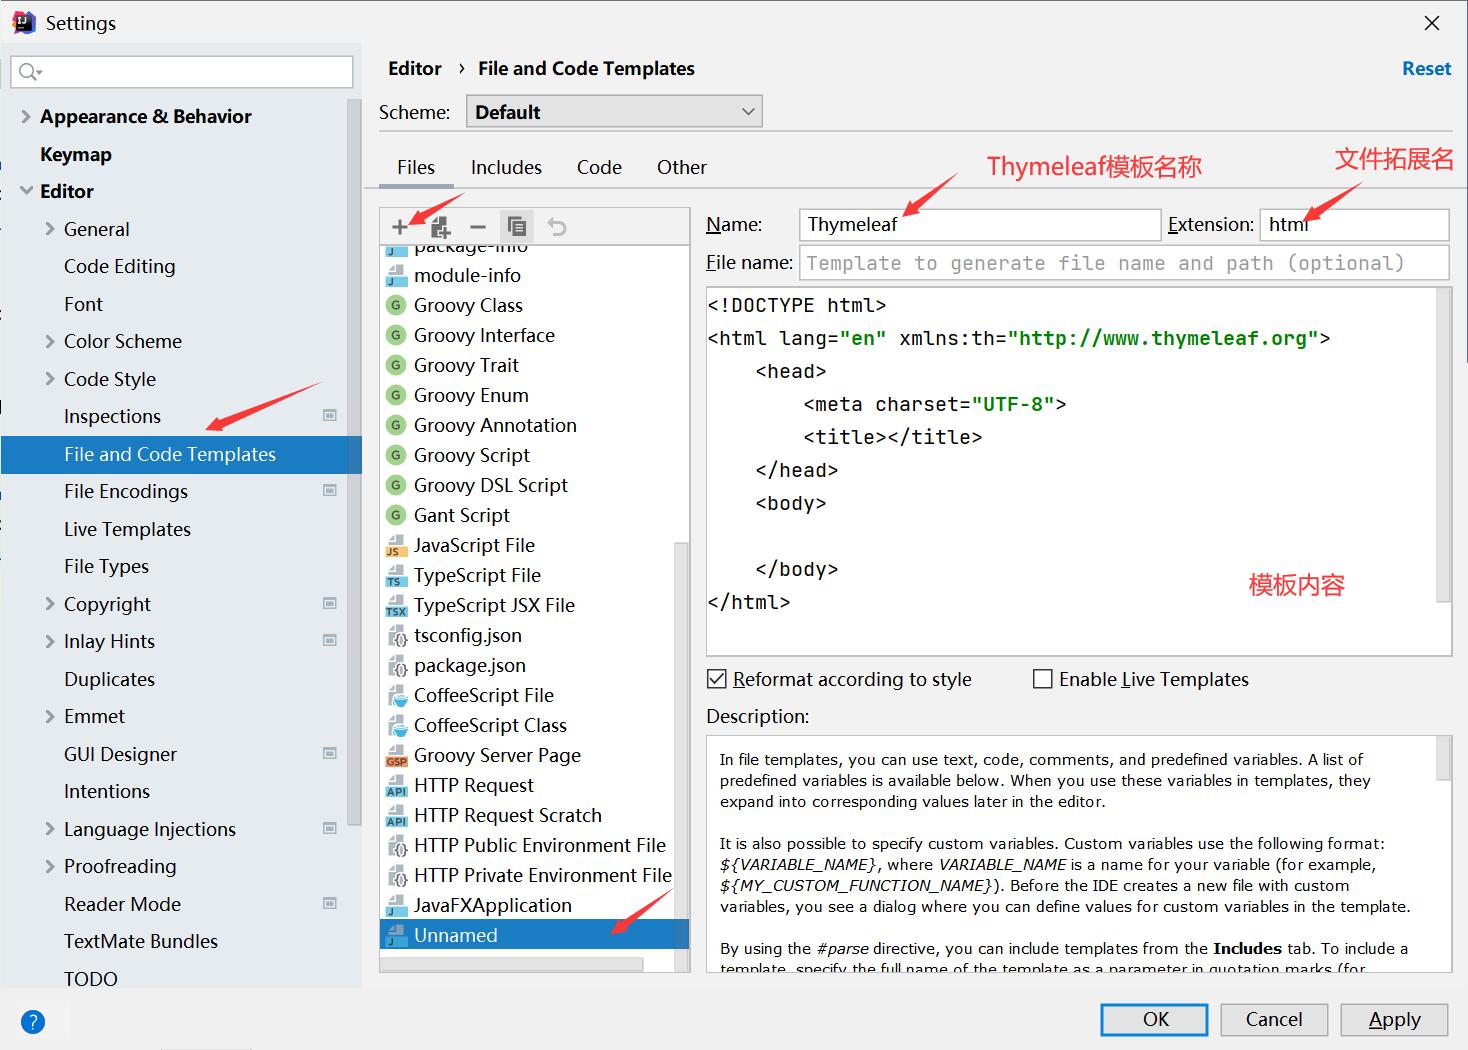 Settings
Appearance & Behavior
Keymap
Editor
General
Code Editing
Font
Color Scheme
Code Style
Inspections
File and Code Templates
File Encodings
Live Templates
File Types
Copyright
Inlay Hints
Duplicates
Emmet
GUI Designer
Intentions
Language Injections
Proofreading
Reader Mode
TextMate Bundles
TODO
Editor › File and Code Templates
Reset
Scheme: Default
Files Includes Code Other
package-info
module-info
Groovy Class
Groovy Interface
Groovy Trait
Groovy Enum
Groovy Annotation
Groovy Script
Groovy DSL Script
Gant Script
JavaScript File
TypeScript File
TypeScript JSX File
tsconfig.json
package.json
CoffeeScript File
CoffeeScript Class
Groovy Server Page
HTTP Request
HTTP Request Scratch
HTTP Public Environment File
HTTP Private Environment File
JavaFXApplication
Unnamed
Thymeleaf模板名称
文件拓展名
Name: Thymeleaf Extension: html
File name: Template to generate file name and path (optional)
<!DOCTYPE html>
<html lang="en" xmlns:th="http://www.thymeleaf.org">
<head>
<meta charset="UTF-8">
<title></title>
</head>
<body>
</body>
</html>
模板内容
Reformat according to style Enable Live Templates
Description:
In file templates, you can use text, code, comments, and predefined variables. A list of
predefined variables is available below. When you use these variables in templates, they
expand into corresponding values later in the editor.
It is also possible to specify custom variables. Custom variables use the following format:
${VARIABLE_NAME}, where VARIABLE_NAME is a name for your variable (for example,
${MY_CUSTOM_FUNCTION_NAME}). Before the IDE creates a new file with custom
variables, you see a dialog where you can define values for custom variables in the template.
By using the #parse directive, you can include templates from the Includes tab. To include a
template, specify the full name of the template as a parameter in quotation marks (for
OK Cancel Apply